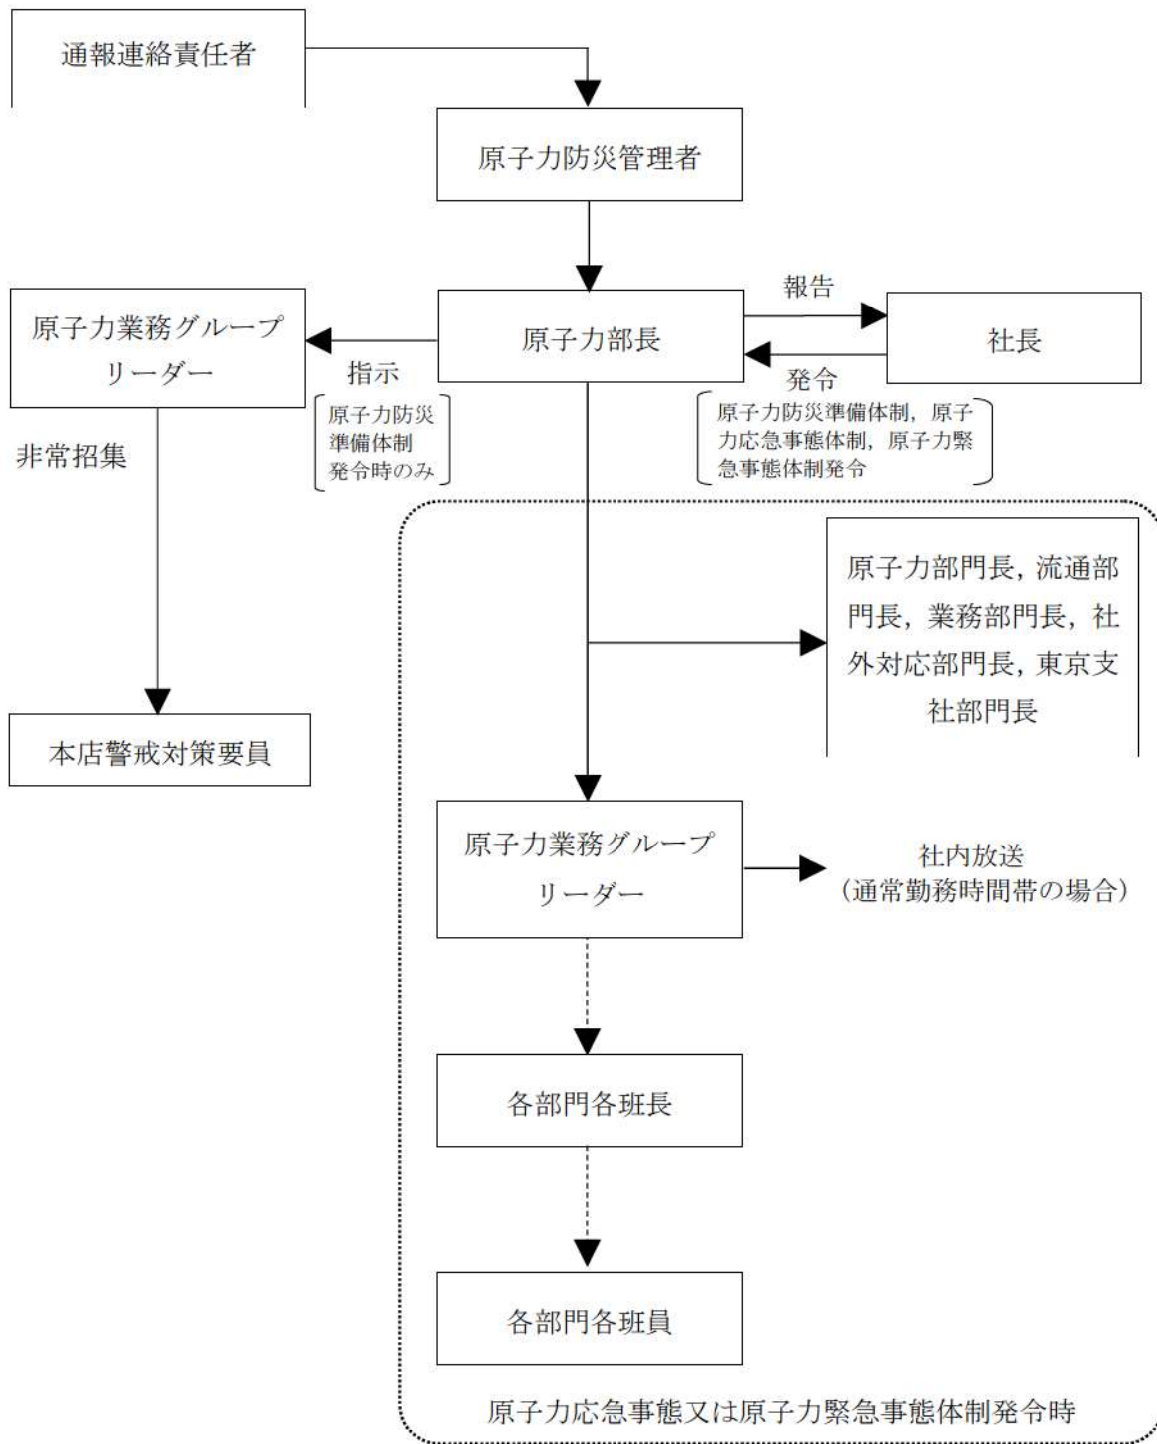 通報連絡責任者
原子力防災管理者
報告
原子力業務グループ
リーダー
原子力部長
社長
指示
発令
原子力防災
準備体制
発令時のみ
原子力防災準備体制，原子
力応急事態体制，原子力緊
急事態体制発令
非常招集
原子力部門長，流通部
門長，業務部門長，社
外対応部門長，東京支
社部門長
本店警戒対策要員
原子力業務グループ
リーダー
社内放送
（通常勤務時間帯の場合）
各部門各班長
各部門各班員
原子力応急事態又は原子力緊急事態体制発令時